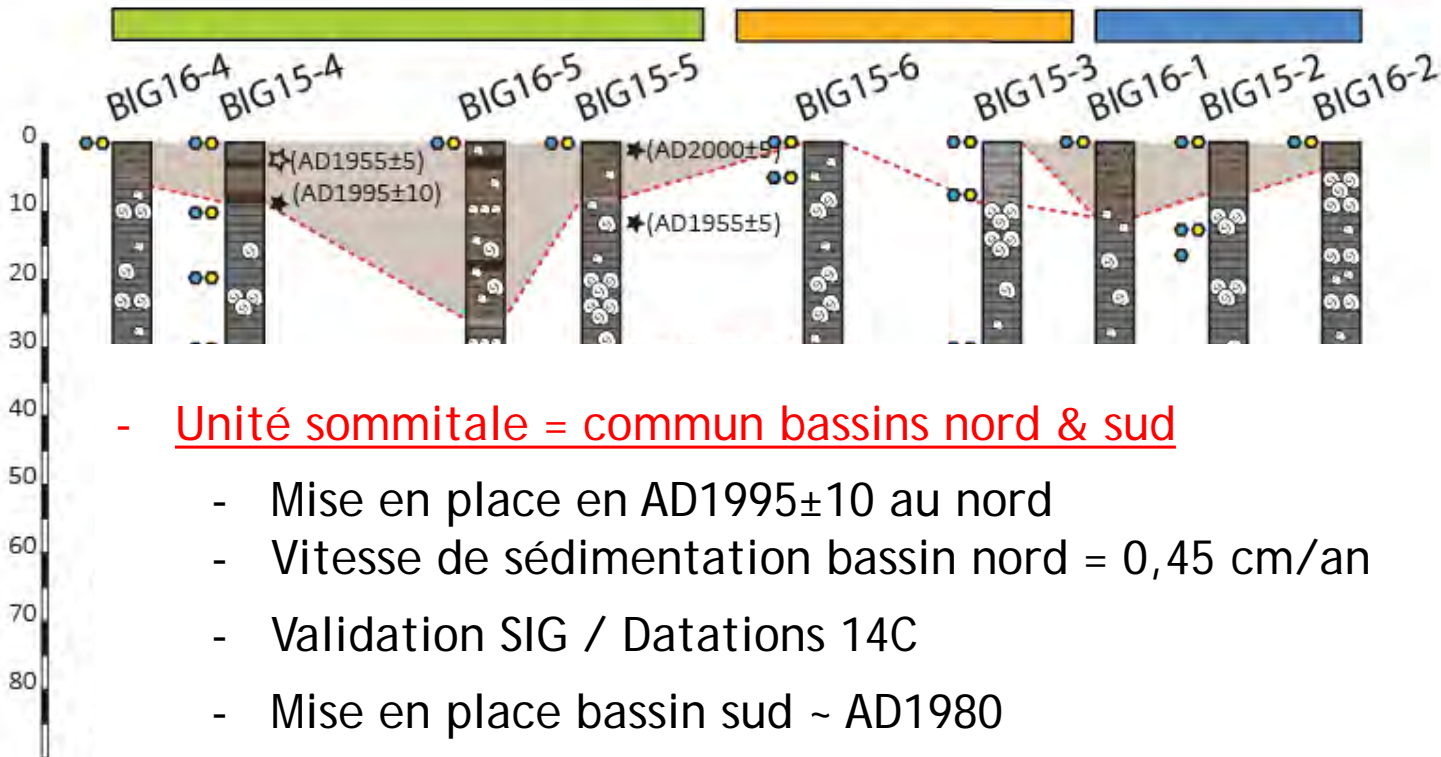 BIG16-4 BIG15-4 BIG16-5 BIG15-5 BIG15-6 BIG15-3 BIG16-1 BIG15-2 BIG16-2
0
(AD1955±5) (AD2000±5)
(AD1995±10)
10
(AD1955±5)
20
30
40
- Unité sommitale = commun bassins nord & sud
50
- Mise en place en AD1995±10 au nord
60
- Vitesse de sédimentation bassin nord = 0,45 cm/an
70
- Validation SIG / Datations 14C
80
- Mise en place bassin sud ~ AD1980